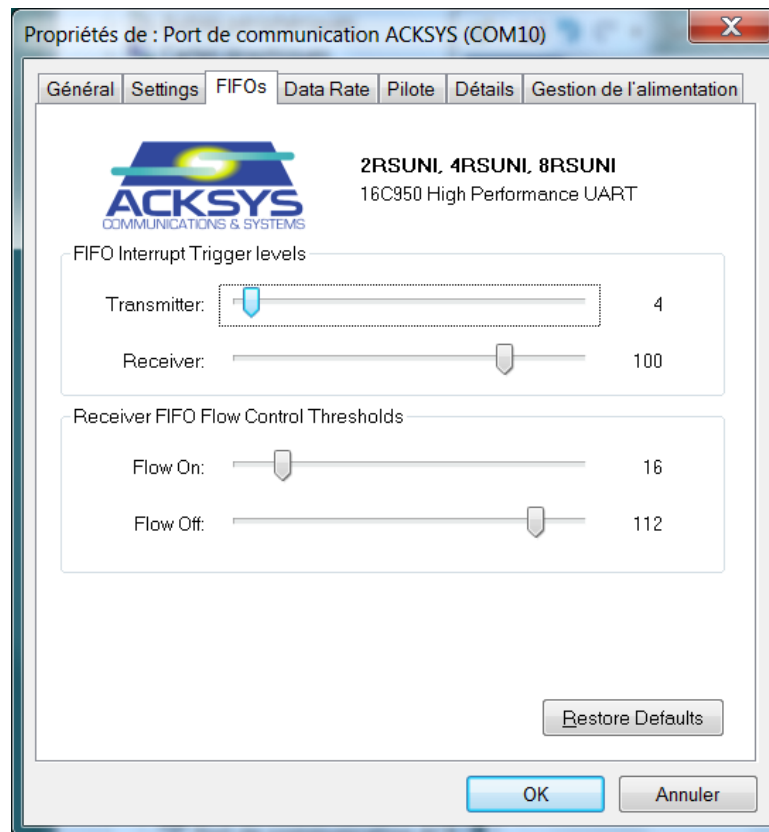 Propriétés de : Port de communication ACKSYS (COM10)
X
Général Settings FIFOs Data Rate Pilote Détails Gestion de l'alimentation
ACKSYS
COMMUNICATIONS & SYSTEMS
2RSUNI, 4RSUNI, 8RSUNI
16C950 High Performance UART
FIFO Interrupt Trigger levels
Transmitter: 4
Receiver: 100
Receiver FIFO Flow Control Thresholds
Flow On: 16
Flow Off: 112
Restore Defaults
OK Annuler